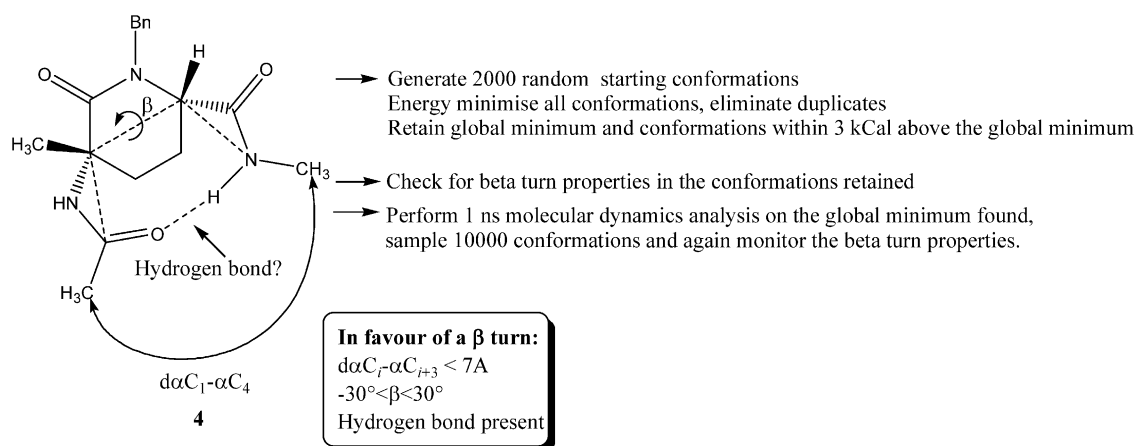 Bn
H
O
N
O
β
H₃C
N
CH₃
H
HN
O
Hydrogen bond?
H₃C
dαC₁-αC₄
4
Generate 2000 random starting conformations
Energy minimise all conformations, eliminate duplicates
Retain global minimum and conformations within 3 kCal above the global minimum
Check for beta turn properties in the conformations retained
Perform 1 ns molecular dynamics analysis on the global minimum found,
sample 10000 conformations and again monitor the beta turn properties.
In favour of a β turn:
dαCᵢ-αCᵢ₊₃ < 7A
-30°<β<30°
Hydrogen bond present